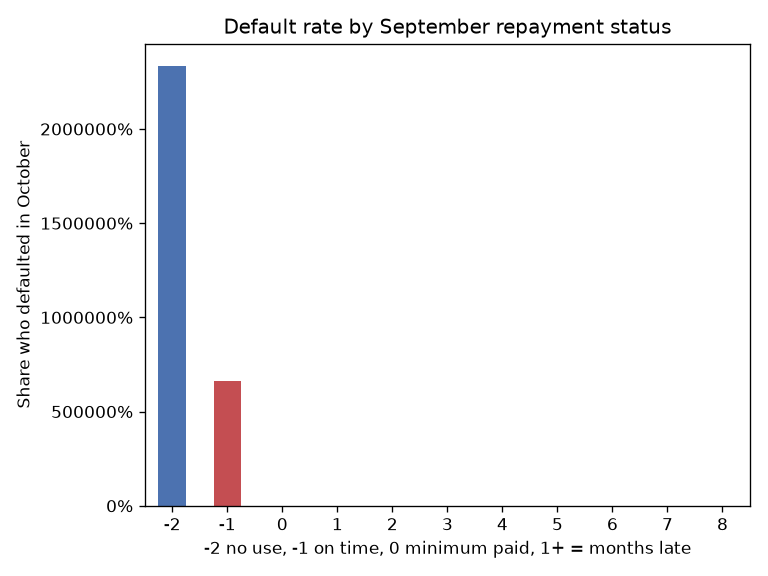 Default rate by September repayment status
Share who defaulted in October
2000000%
1500000%
1000000%
500000%
0%
-2 -1 0 1 2 3 4 5 6 7 8
-2 no use, -1 on time, 0 minimum paid, 1+ = months late